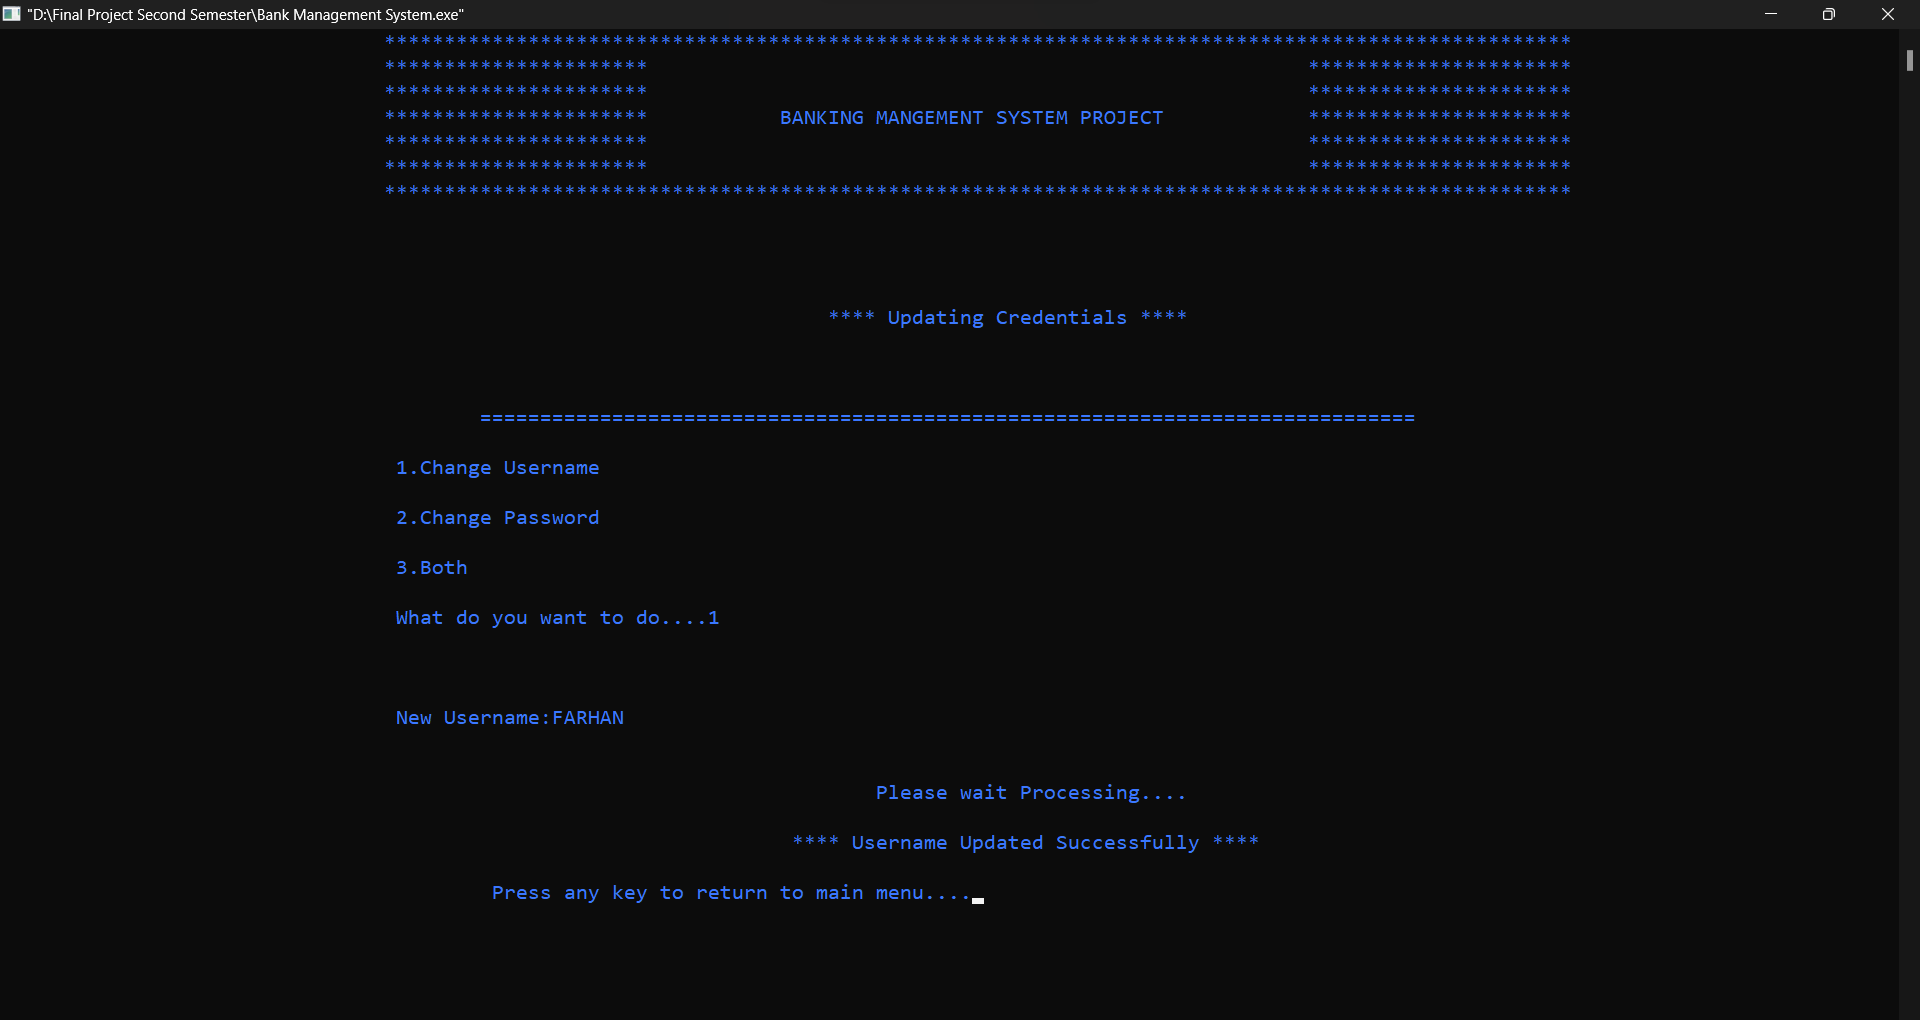 "D:\Final Project Second Semester\Bank Management System.exe"
***************************************************************************************************
********************** **********************
********************** **********************
********************** BANKING MANGEMENT SYSTEM PROJECT **********************
********************** **********************
********************** **********************
***************************************************************************************************
**** Updating Credentials ****
==============================================================================
1.Change Username
2.Change Password
3.Both
What do you want to do....1
New Username:FARHAN
Please wait Processing....
**** Username Updated Successfully ****
Press any key to return to main menu....